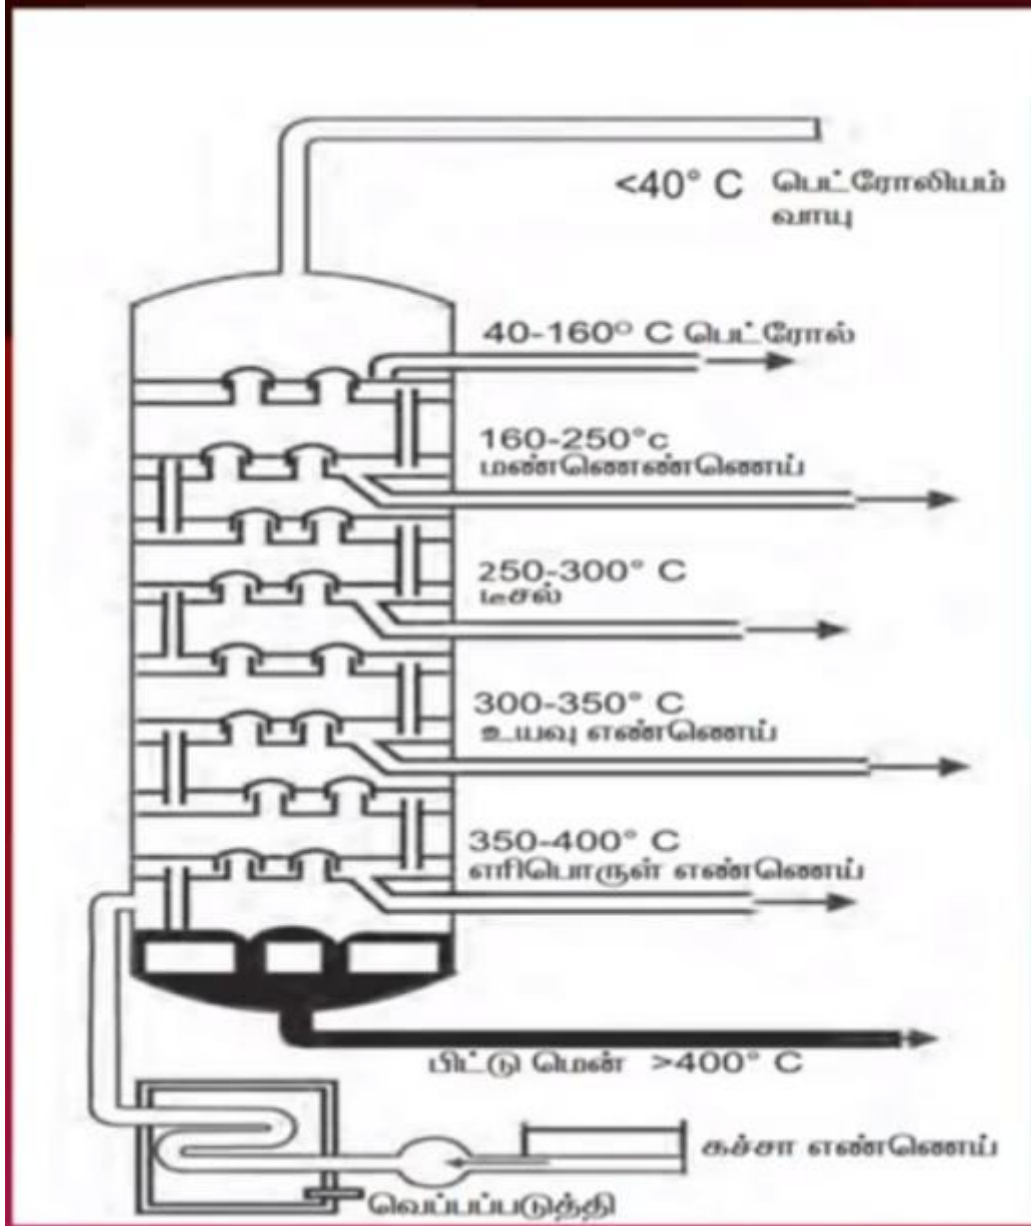 <40° C பெட்ரோலியம்
வாயு
40-160° C பெட்ரோல்
160-250°c
மண்ணெண்ணெய்
250-300° C
டீசல்
300-350° C
உயவு எண்ணெய்
350-400° C
எரிபொருள் எண்ணெய்
பிட்டு மென் >400° C
கச்சா எண்ணெய்
வெப்பப்படுத்தி